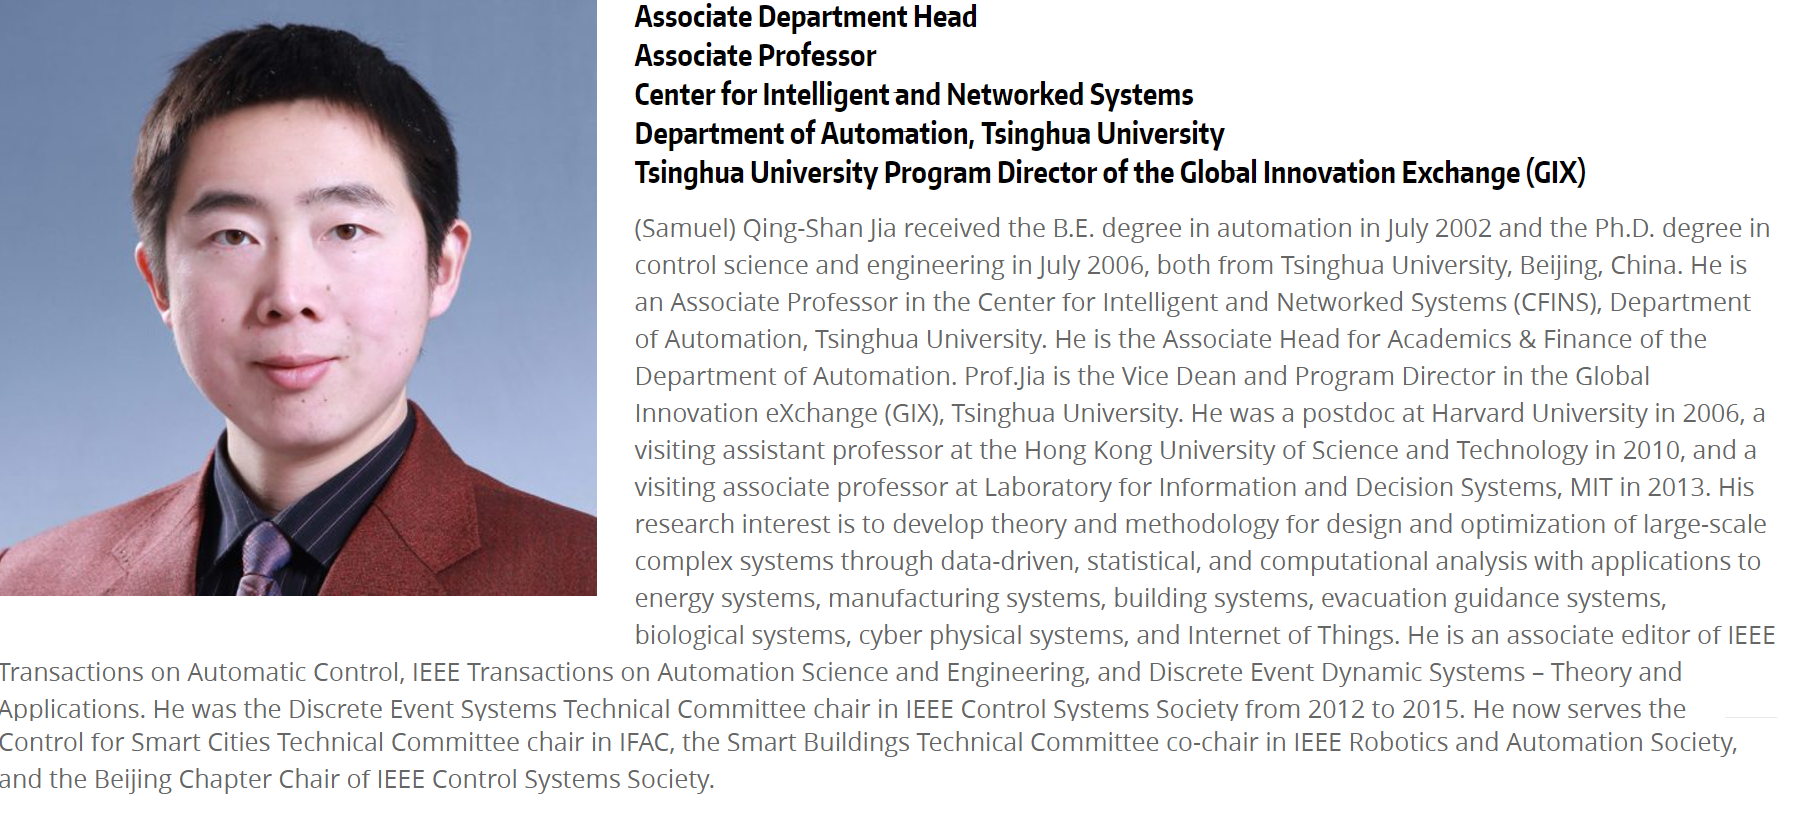 Associate Department Head
Associate Professor
Center for Intelligent and Networked Systems
Department of Automation, Tsinghua University
Tsinghua University Program Director of the Global Innovation Exchange (GIX)
(Samuel) Qing-Shan Jia received the B.E. degree in automation in July 2002 and the Ph.D. degree in
control science and engineering in July 2006, both from Tsinghua University, Beijing, China. He is
an Associate Professor in the Center for Intelligent and Networked Systems (CFINS), Department
of Automation, Tsinghua University. He is the Associate Head for Academics & Finance of the
Department of Automation. Prof.Jia is the Vice Dean and Program Director in the Global
Innovation eXchange (GIX), Tsinghua University. He was a postdoc at Harvard University in 2006, a
visiting assistant professor at the Hong Kong University of Science and Technology in 2010, and a
visiting associate professor at Laboratory for Information and Decision Systems, MIT in 2013. His
research interest is to develop theory and methodology for design and optimization of large-scale
complex systems through data-driven, statistical, and computational analysis with applications to
energy systems, manufacturing systems, building systems, evacuation guidance systems,
biological systems, cyber physical systems, and Internet of Things. He is an associate editor of IEEE
Transactions on Automatic Control, IEEE Transactions on Automation Science and Engineering, and Discrete Event Dynamic Systems – Theory and
Applications. He was the Discrete Event Systems Technical Committee chair in IEEE Control Systems Society from 2012 to 2015. He now serves the
Control for Smart Cities Technical Committee chair in IFAC, the Smart Buildings Technical Committee co-chair in IEEE Robotics and Automation Society,
and the Beijing Chapter Chair of IEEE Control Systems Society.